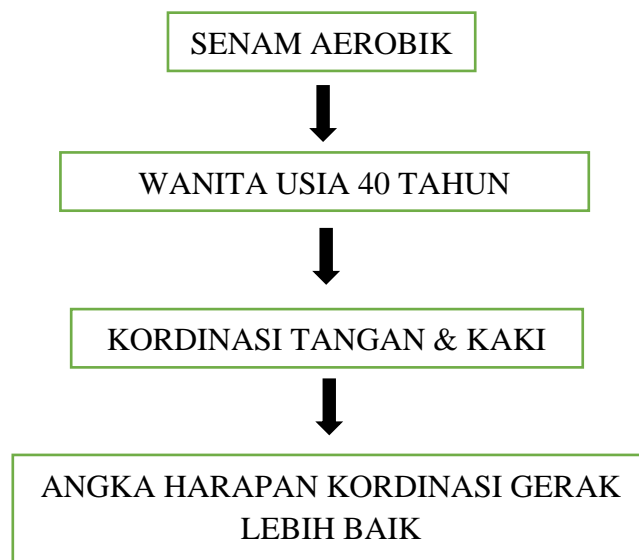 SENAM AEROBIK
WANITA USIA 40 TAHUN
KORDINASI TANGAN & KAKI
ANGKA HARAPAN KORDINASI GERAK
LEBIH BAIK